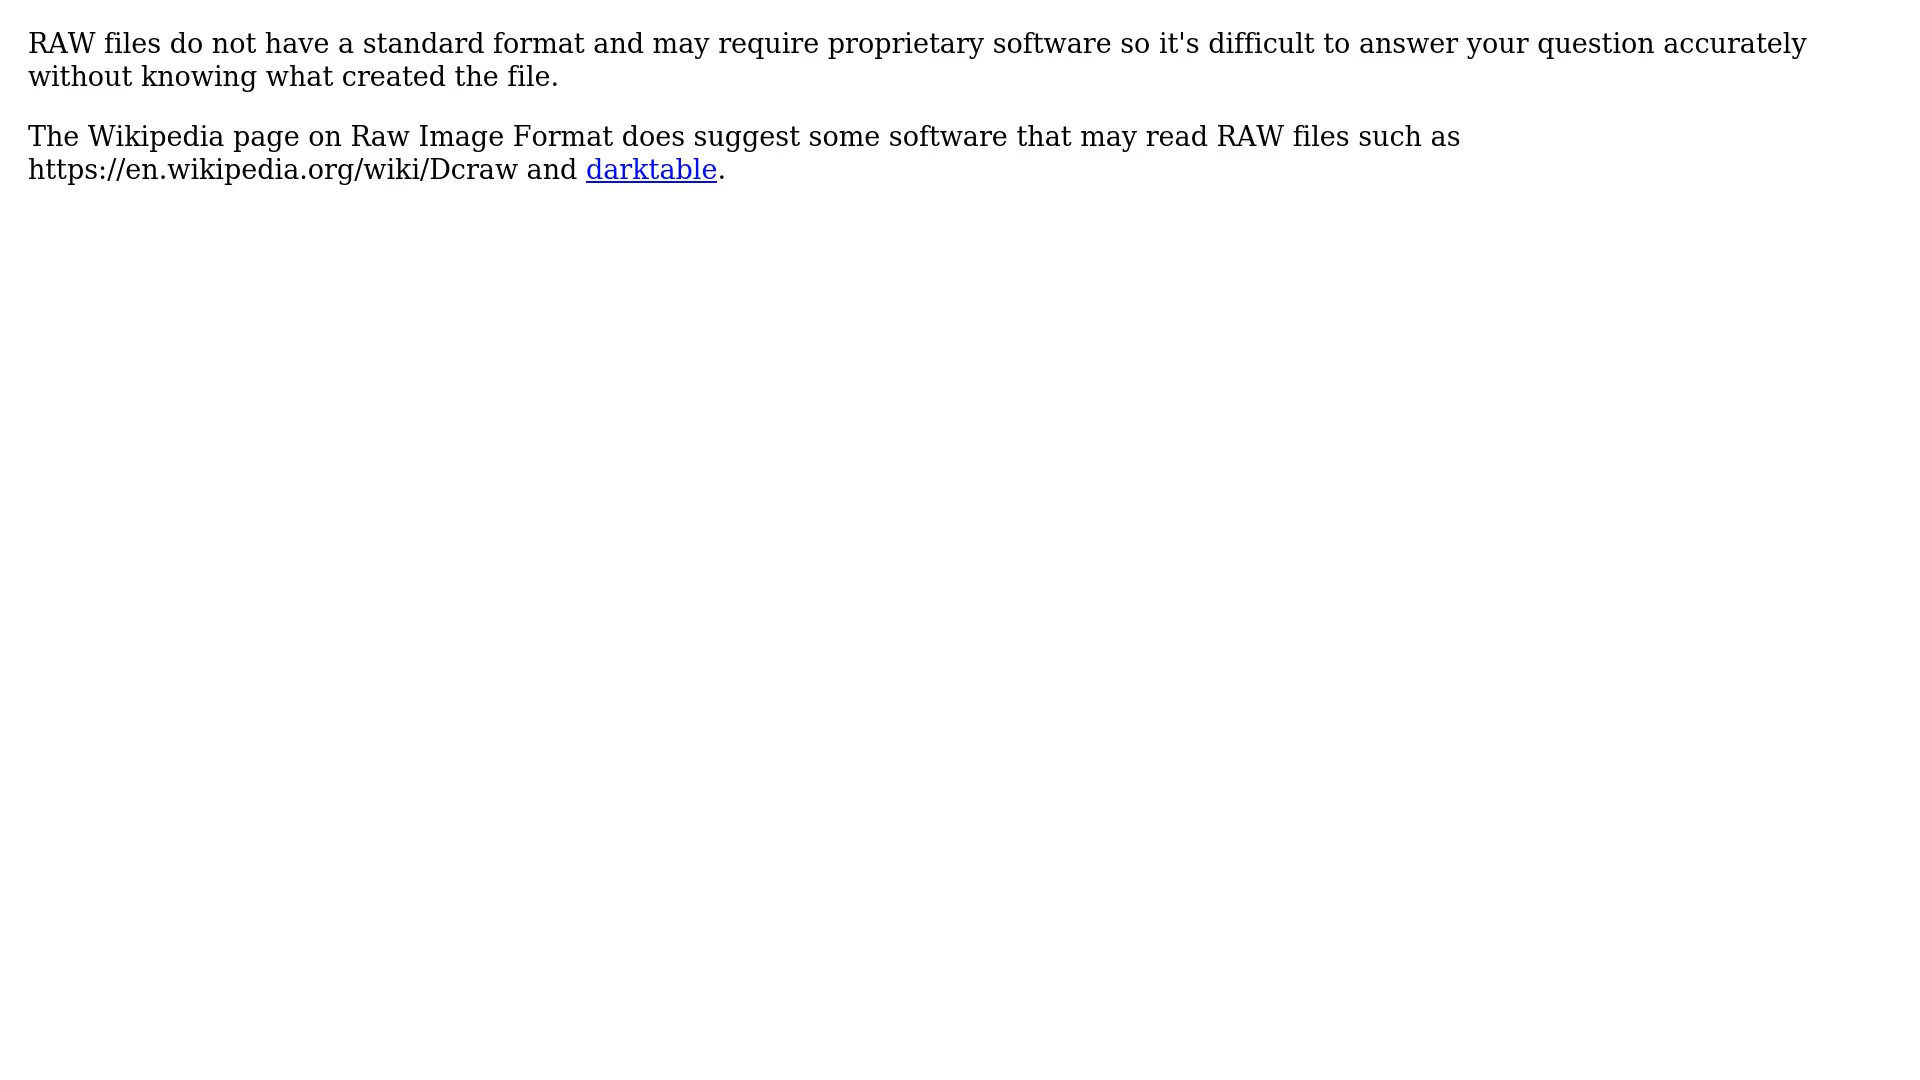 RAW files do not have a standard format and may require proprietary software so it's difficult to answer your question accurately
without knowing what created the file.
The Wikipedia page on Raw Image Format does suggest some software that may read RAW files such as
https://en.wikipedia.org/wiki/Dcraw and darktable.